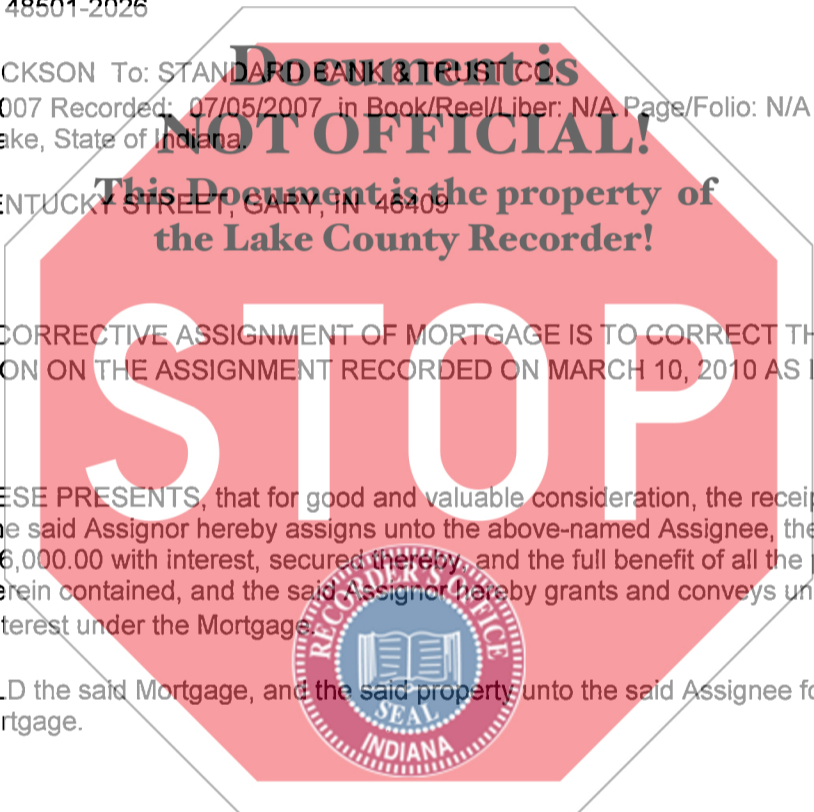 48501-2026
Document is
CKSON To: STANDARD BANK & TRUST CO.
007 Recorded: 07/05/2007 in Book/Reel/Liber: N/A Page/Folio: N/A
NOT OFFICIAL!
ake, State of Indiana.
This Document is the property of
ENTUCKY STREET, GARY, IN 46409
the Lake County Recorder!
STOP
CORRECTIVE ASSIGNMENT OF MORTGAGE IS TO CORRECT TH
ON ON THE ASSIGNMENT RECORDED ON MARCH 10, 2010 AS
ESE PRESENTS, that for good and valuable consideration, the receip
e said Assignor hereby assigns unto the above-named Assignee, the
6,000.00 with interest, secured thereby, and the full benefit of all the
erein contained, and the said Assignor hereby grants and conveys un
terest under the Mortgage.
LD the said Mortgage, and the said property unto the said Assignee fo
rtgage.
RECORDER'S OFFICE
SEAL
INDIANA